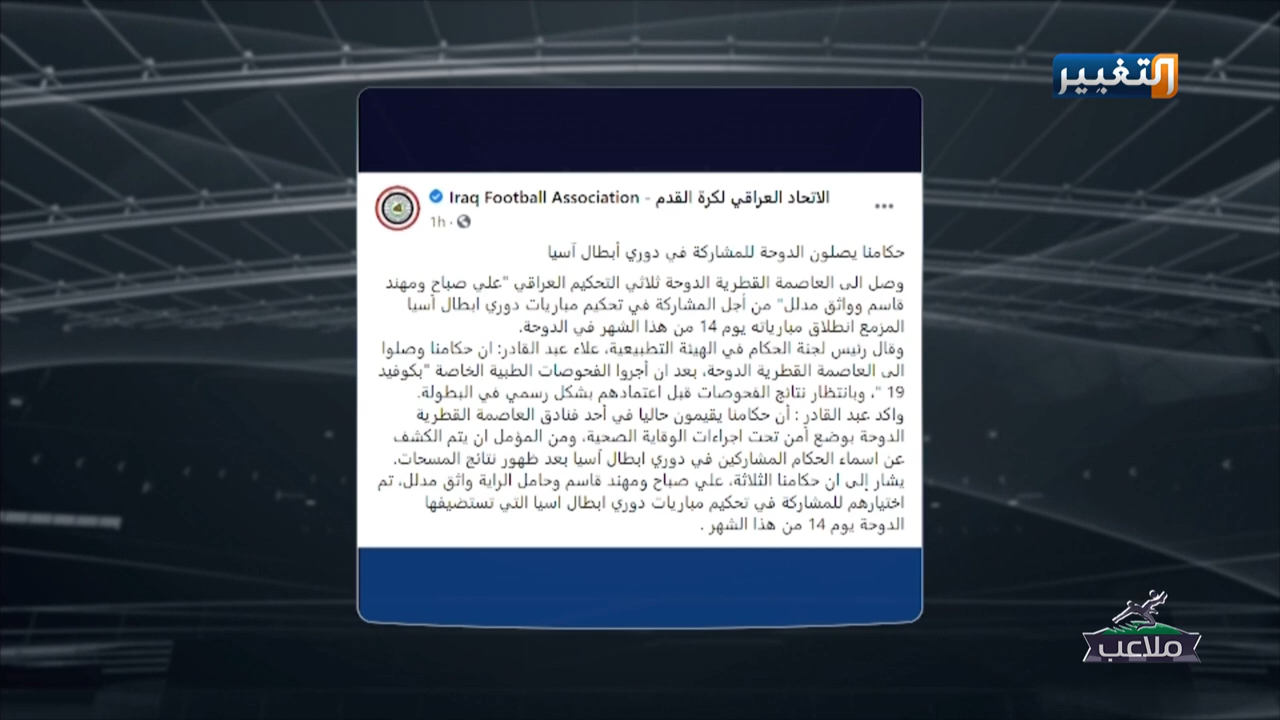 التغيير
الاتحاد العراقي لكرة القدم - Iraq Football Association
1h ·
حكامنا يصلون الدوحة للمشاركة في دوري أبطال آسيا
وصل الى العاصمة القطرية الدوحة ثلاثي التحكيم العراقي "علي صباح ومهند
قاسم وواثق مدلل" من أجل المشاركة في تحكيم مباريات دوري ابطال آسيا
المزمع انطلاق مبارياته يوم 14 من هذا الشهر في الدوحة.
وقال رئيس لجنة الحكام في الهيئة التطبيعية، علاء عبد القادر: ان حكامنا وصلوا
الى العاصمة القطرية الدوحة، بعد ان أجروا الفحوصات الطبية الخاصة "بكوفيد
19 "، وبانتظار نتائج الفحوصات قبل اعتمادهم بشكل رسمي في البطولة.
واكد عبد القادر : أن حكامنا يقيمون حاليا في أحد فنادق العاصمة القطرية
الدوحة بوضع آمن تحت اجراءات الوقاية الصحية، ومن المؤمل ان يتم الكشف
عن اسماء الحكام المشاركين في دوري ابطال آسيا بعد ظهور نتائج المسحات.
يشار إلى ان حكامنا الثلاثة، علي صباح ومهند قاسم وحامل الراية واثق مدلل، تم
اختيارهم للمشاركة في تحكيم مباريات دوري ابطال اسيا التي تستضيفها
الدوحة يوم 14 من هذا الشهر .
ملاعب